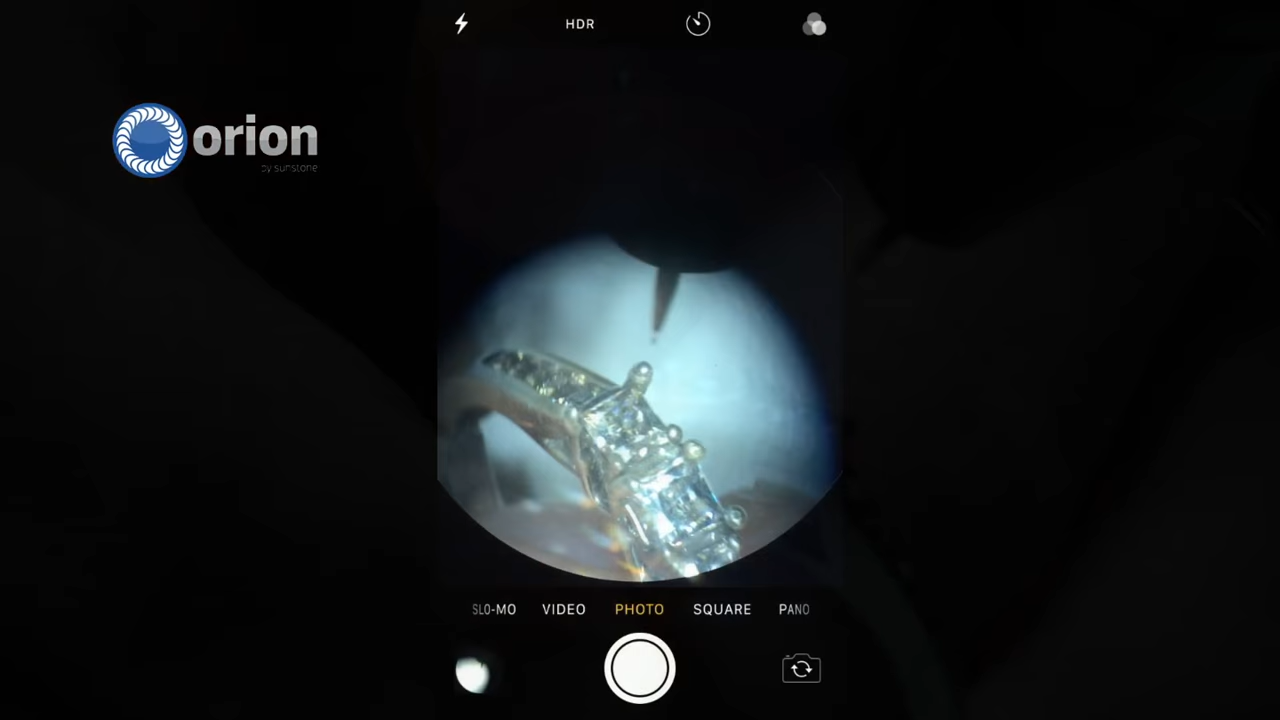 HDR
orion
by sunstone
SLO-MO
VIDEO
PHOTO
SQUARE
PANO